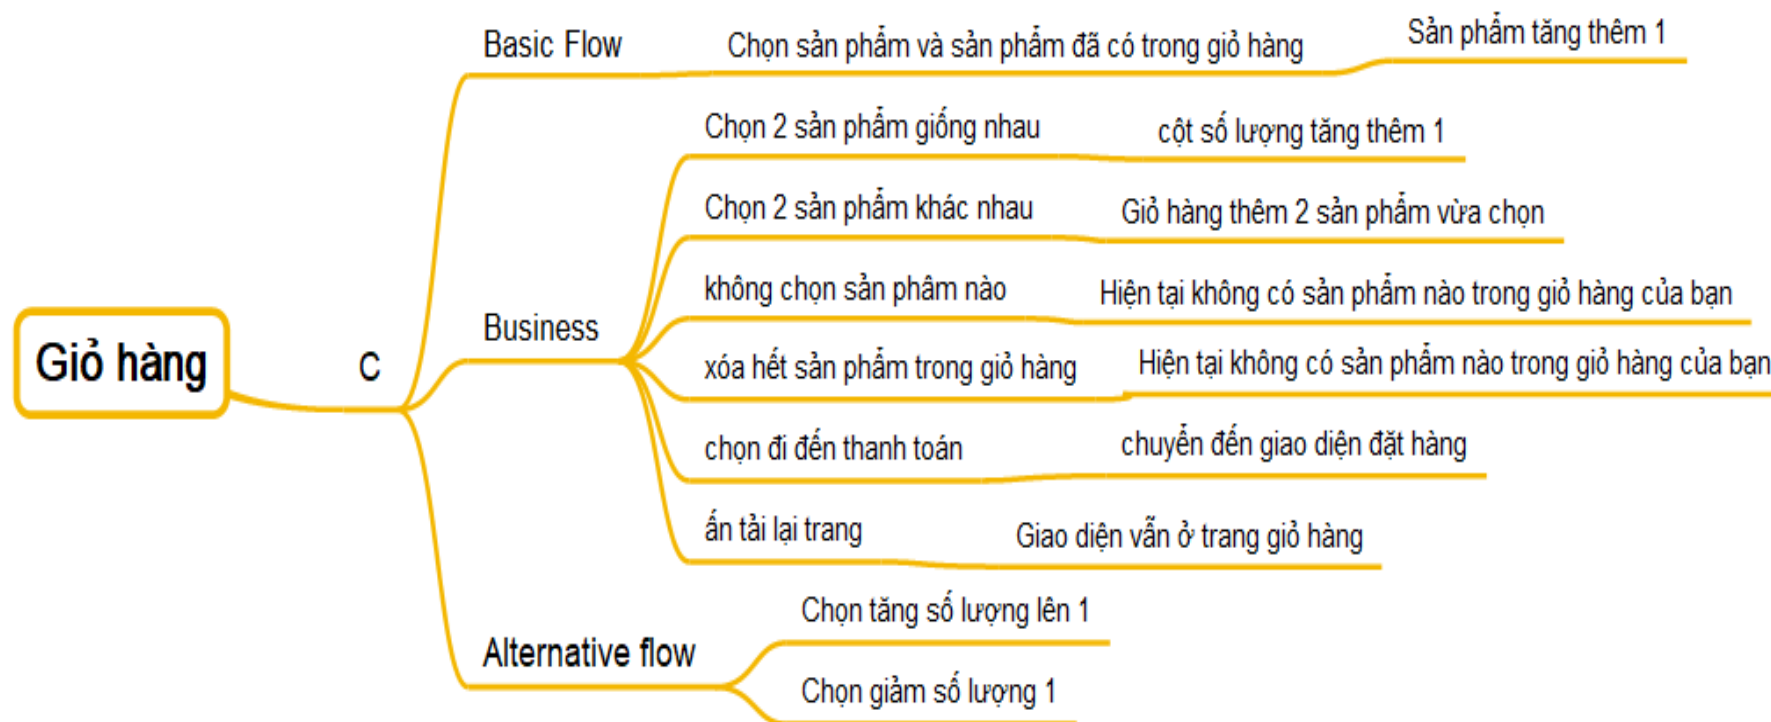 Giỏ hàng
C
Basic Flow
Chọn sản phẩm và sản phẩm đã có trong giỏ hàng
Sản phẩm tăng thêm 1
Business
Chọn 2 sản phẩm giống nhau
cột số lượng tăng thêm 1
Chọn 2 sản phẩm khác nhau
Giỏ hàng thêm 2 sản phẩm vừa chọn
không chọn sản phâm nào
Hiện tại không có sản phẩm nào trong giỏ hàng của bạn
xóa hết sản phẩm trong giỏ hàng
Hiện tại không có sản phẩm nào trong giỏ hàng của bạn
chọn đi đến thanh toán
chuyển đến giao diện đặt hàng
ấn tải lại trang
Giao diện vẫn ở trang giỏ hàng
Alternative flow
Chọn tăng số lượng lên 1
Chọn giảm số lượng 1